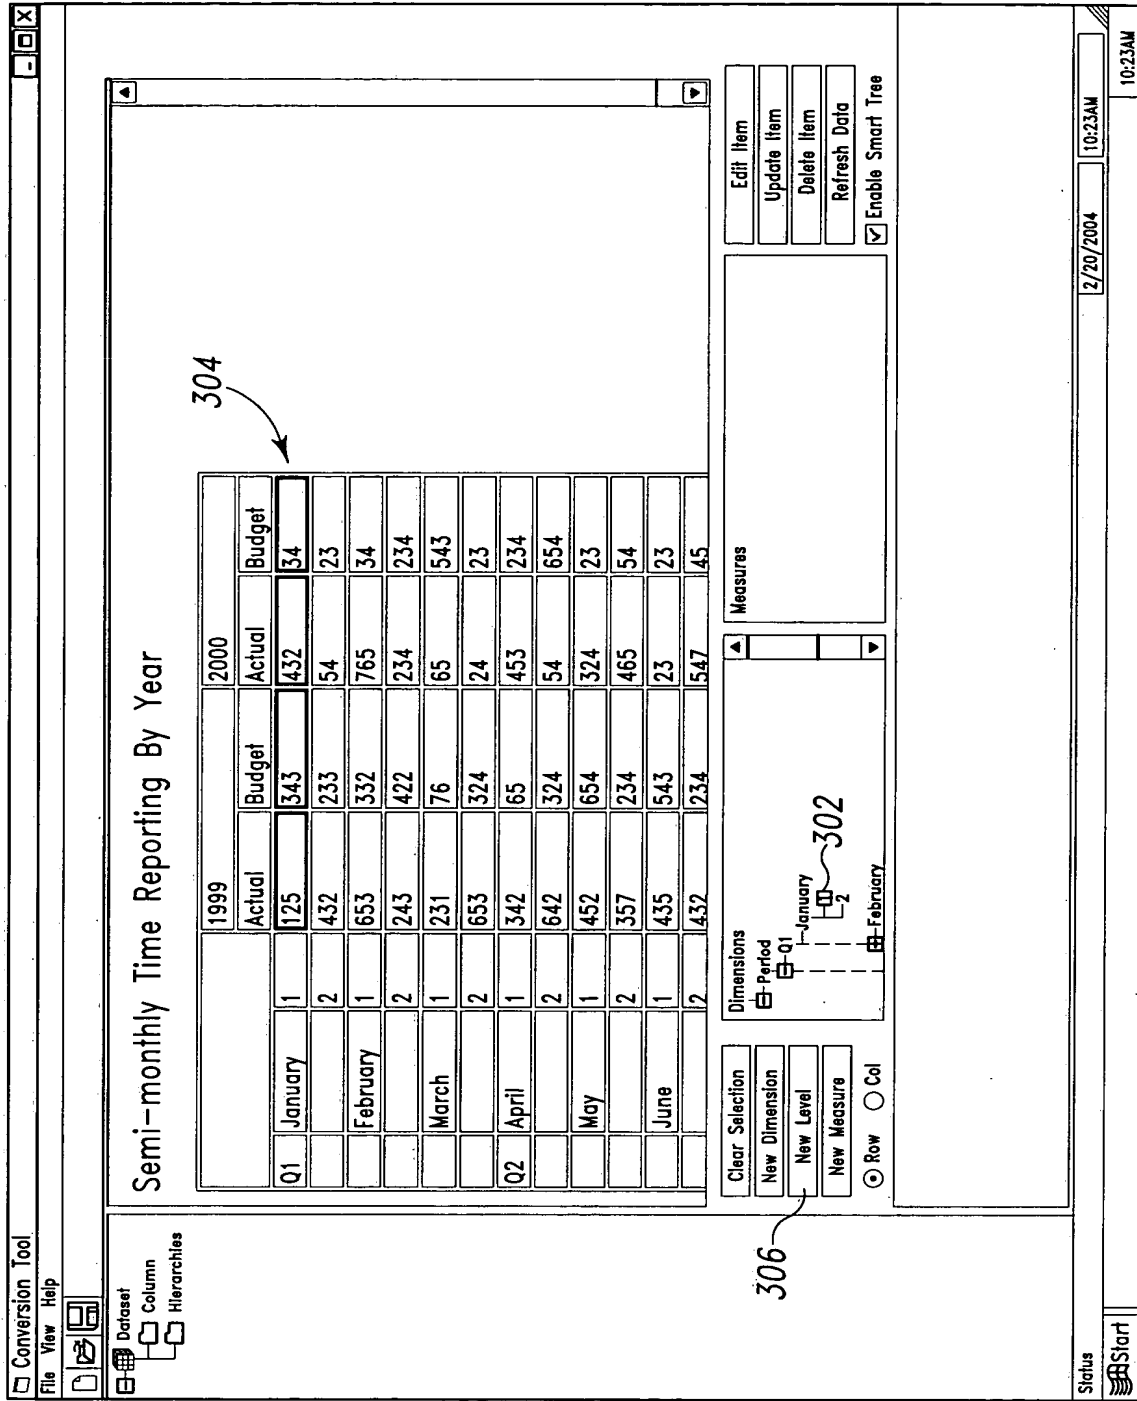 Conversion Tool
File View Help
Dataset
Column
Hierarchies
Semi-monthly Time Reporting By Year
304
1999 2000
Actual Budget Actual Budget
Q1 January 1 125 343 432 34
2 432 233 54 23
February 1 653 332 765 34
2 243 422 234 234
March 1 231 76 65 543
2 653 324 24 23
Q2 April 1 342 65 453 234
2 642 324 54 654
May 1 452 654 324 23
2 357 234 465 54
June 1 435 543 23 23
2 432 234 547 45
306
Clear Selection
New Dimension
New Level
New Measure
Row Col
Dimensions
Period
Q1
January
1
2
February
302
Measures
Edit Item
Update Item
Delete Item
Refresh Data
Enable Smart Tree
Status 2/20/2004 10:23AM
Start 10:23AM